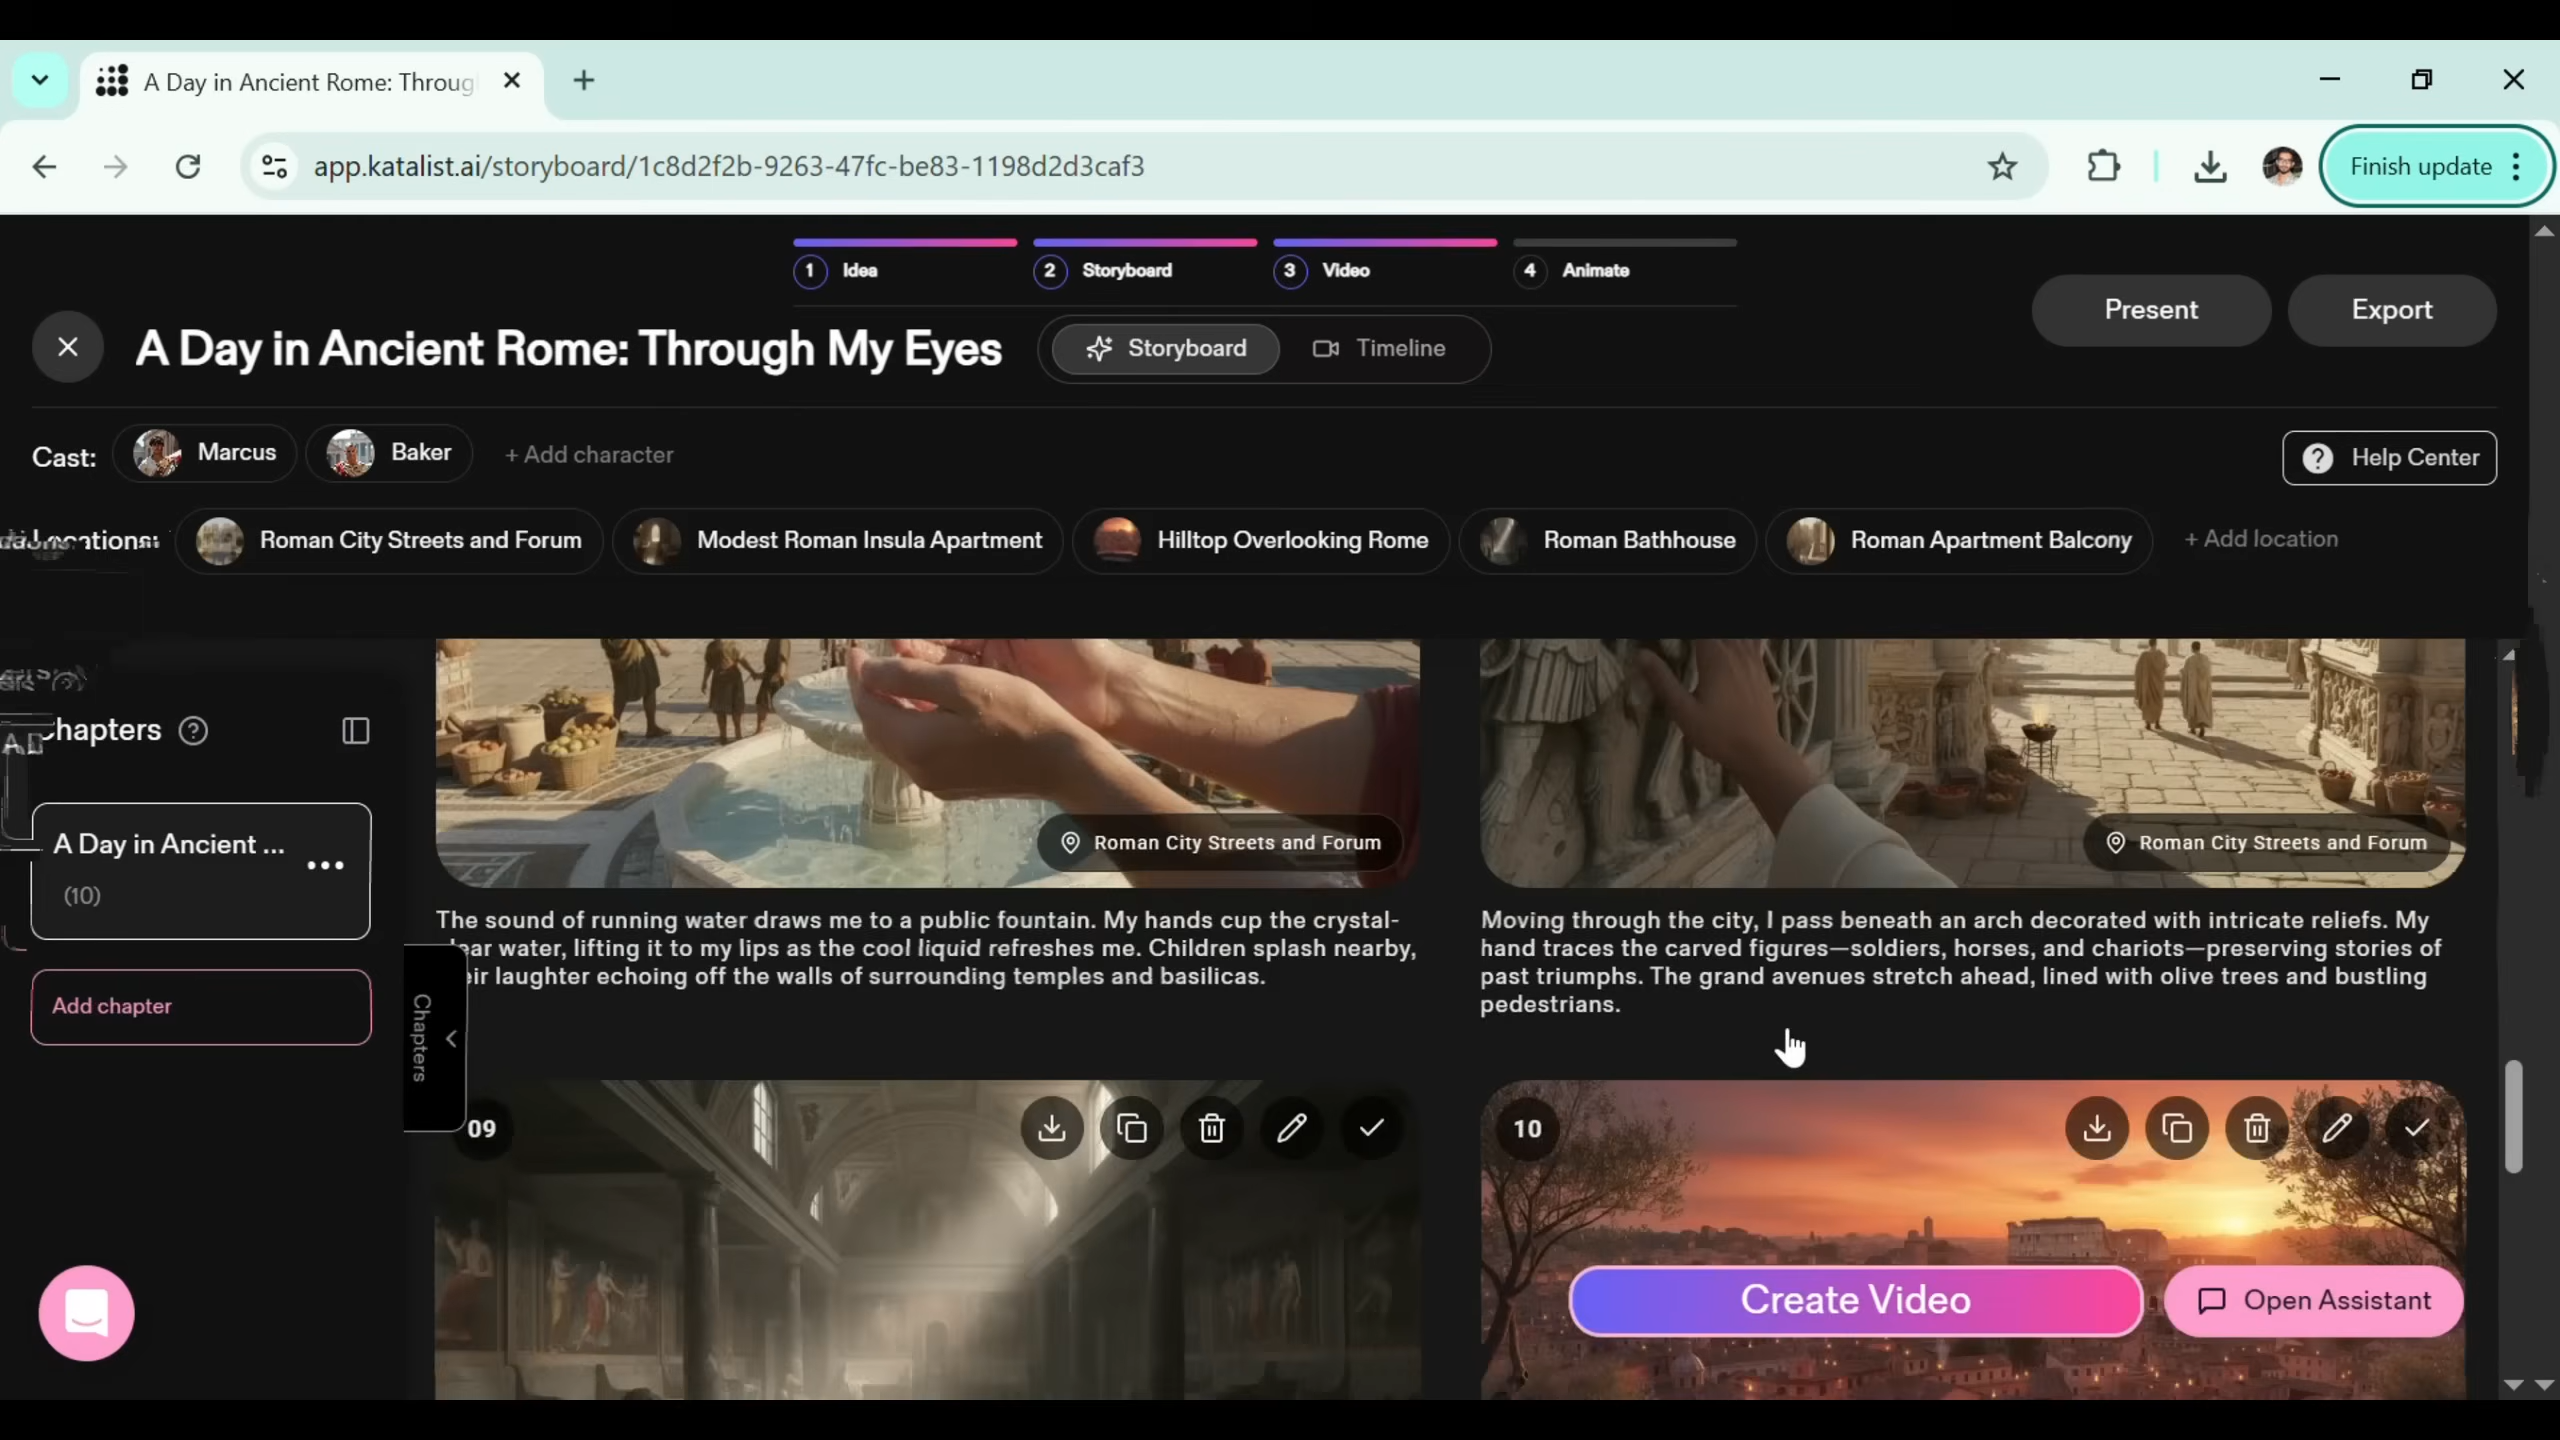 A Day in Ancient Rome: Throug
app.katalist.ai/storyboard/1c8d2f2b-9263-47fc-be83-1198d2d3caf3
Finish update
1 Idea
2 Storyboard
3 Video
4 Animate
Present
Export
A Day in Ancient Rome: Through My Eyes
Storyboard
Timeline
Cast:
Marcus
Baker
+ Add character
Help Center
Locations:
Roman City Streets and Forum
Modest Roman Insula Apartment
Hilltop Overlooking Rome
Roman Bathhouse
Roman Apartment Balcony
+ Add location
Chapters
A Day in Ancient ...
(10)
Add chapter
Chapters
Roman City Streets and Forum
The sound of running water draws me to a public fountain. My hands cup the crystal-
water, lifting it to my lips as the cool liquid refreshes me. Children splash nearby,
laughter echoing off the walls of surrounding temples and basilicas.
Roman City Streets and Forum
Moving through the city, I pass beneath an arch decorated with intricate reliefs. My
hand traces the carved figures—soldiers, horses, and chariots—preserving stories of
past triumphs. The grand avenues stretch ahead, lined with olive trees and bustling
pedestrians.
09
10
Create Video
Open Assistant